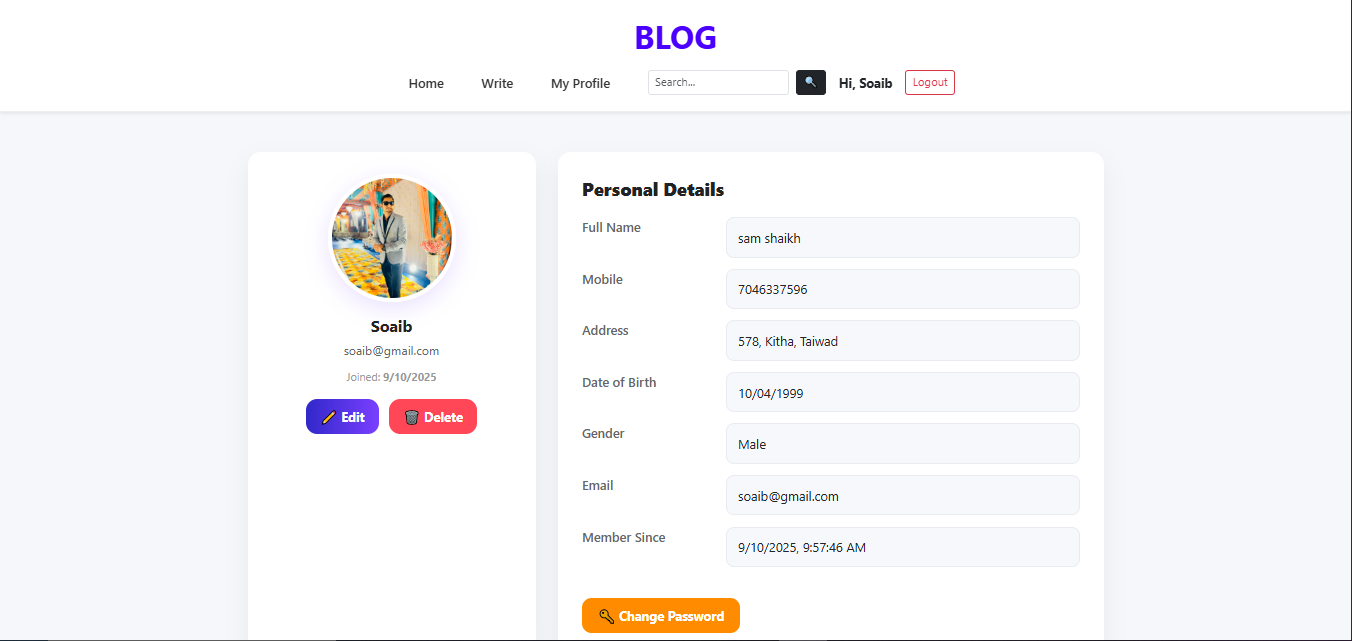 BLOG
Home Write My Profile Search... Hi, Soaib Logout
Soaib
soaib@gmail.com
Joined: 9/10/2025
Edit Delete
Personal Details
Full Name sam shaikh
Mobile 7046337596
Address 578, Kitha, Taiwad
Date of Birth 10/04/1999
Gender Male
Email soaib@gmail.com
Member Since 9/10/2025, 9:57:46 AM
Change Password